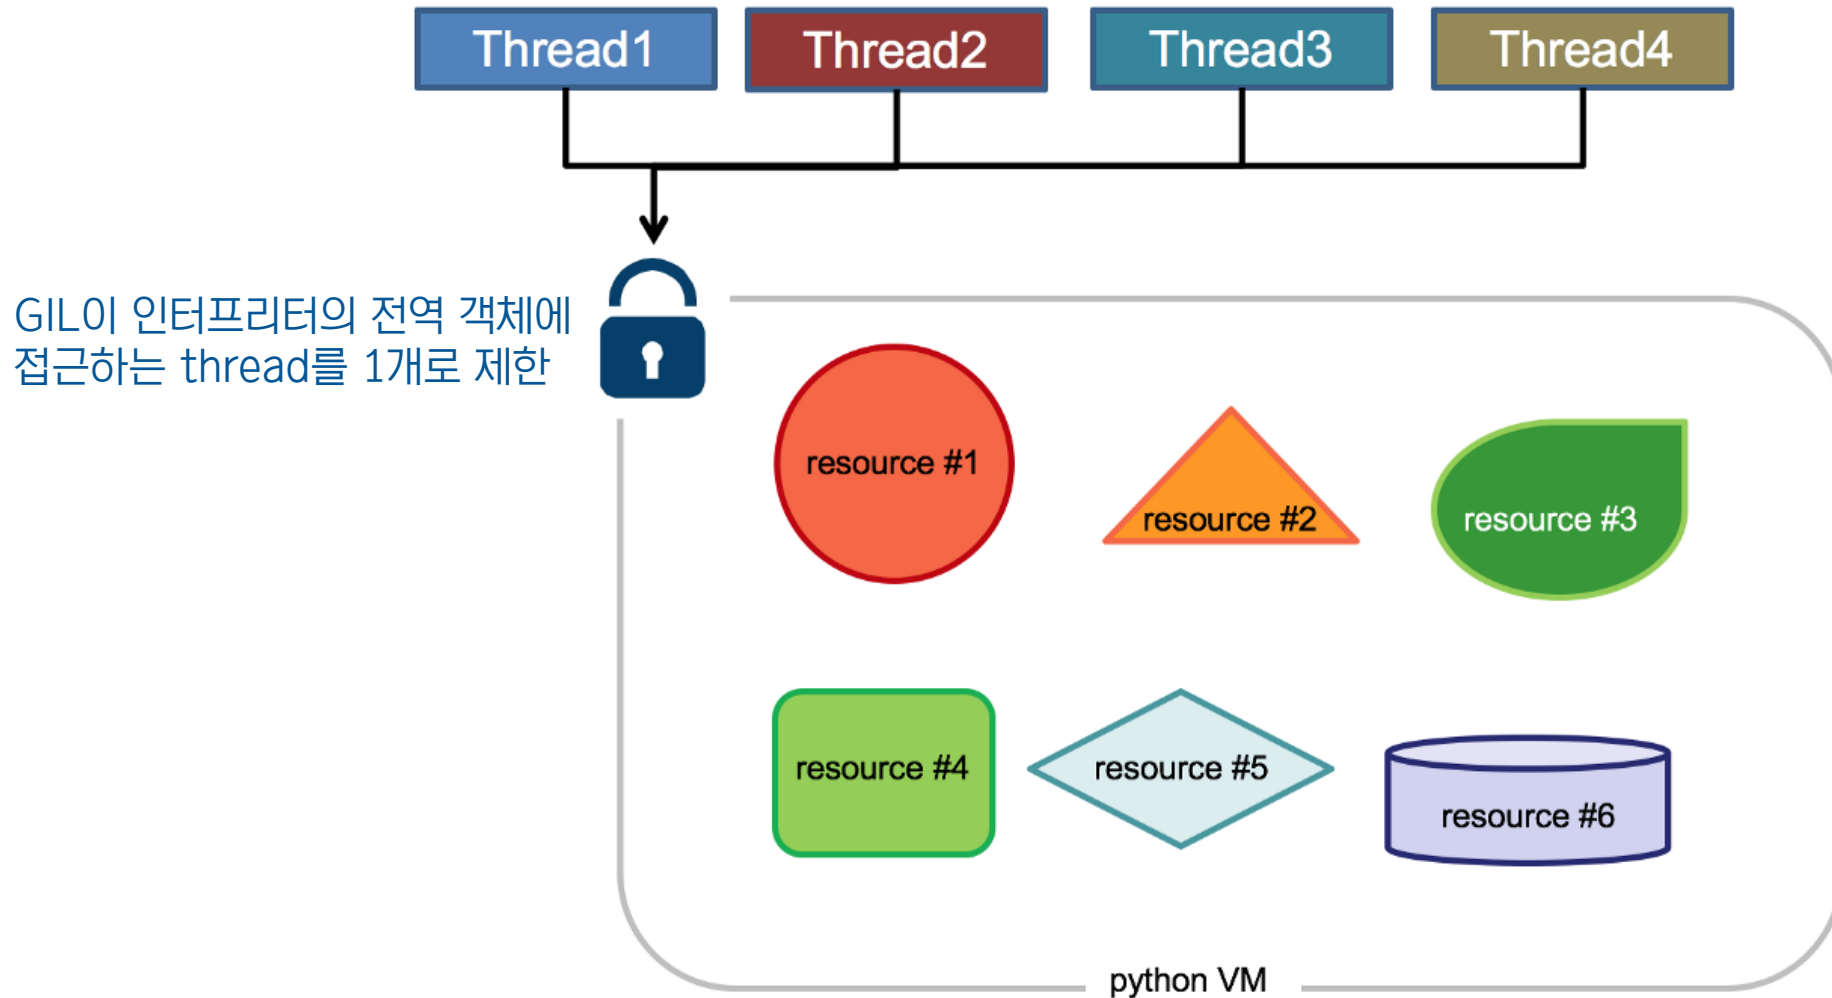 Thread1
Thread2
Thread3
Thread4
GIL이 인터프리터의 전역 객체에
접근하는 thread를 1개로 제한
resource #1
resource #2
resource #3
resource #4
resource #5
resource #6
python VM